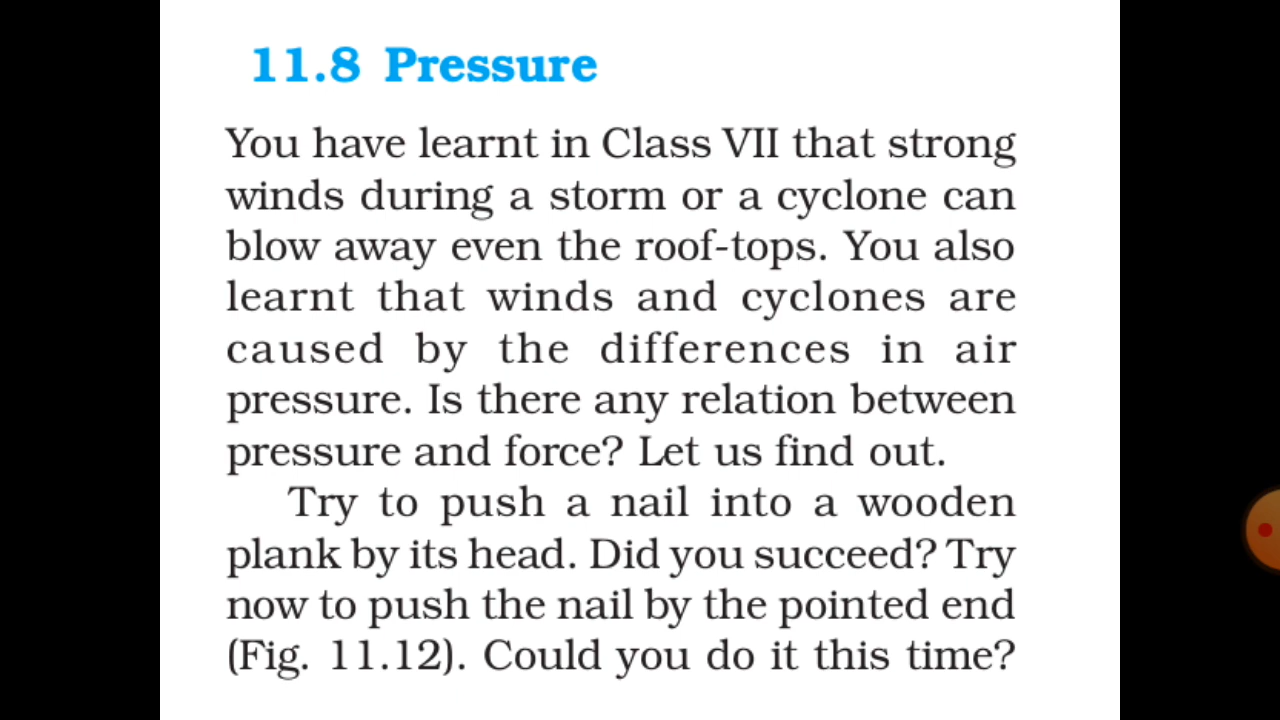 11.8 Pressure
You have learnt in Class VII that strong
winds during a storm or a cyclone can
blow away even the roof-tops. You also
learnt that winds and cyclones are
caused by the differences in air
pressure. Is there any relation between
pressure and force? Let us find out.
Try to push a nail into a wooden
plank by its head. Did you succeed? Try
now to push the nail by the pointed end
(Fig. 11.12). Could you do it this time?